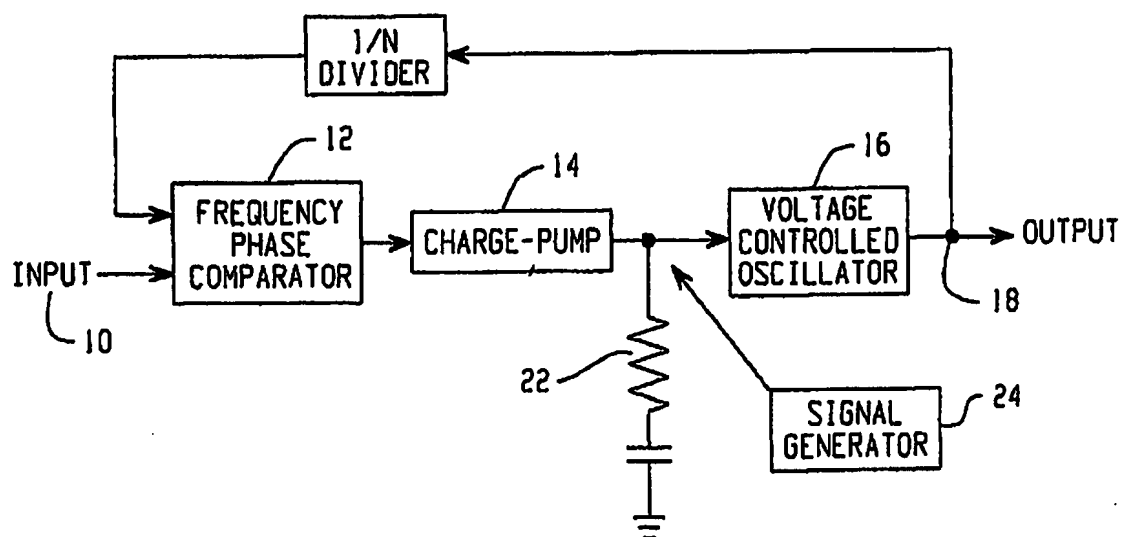 1/N
DIVIDER
12
14
16
FREQUENCY
PHASE
COMPARATOR
CHARGE-PUMP
VOLTAGE
CONTROLLED
OSCILLATOR
OUTPUT
INPUT
10
18
22
SIGNAL
GENERATOR
24